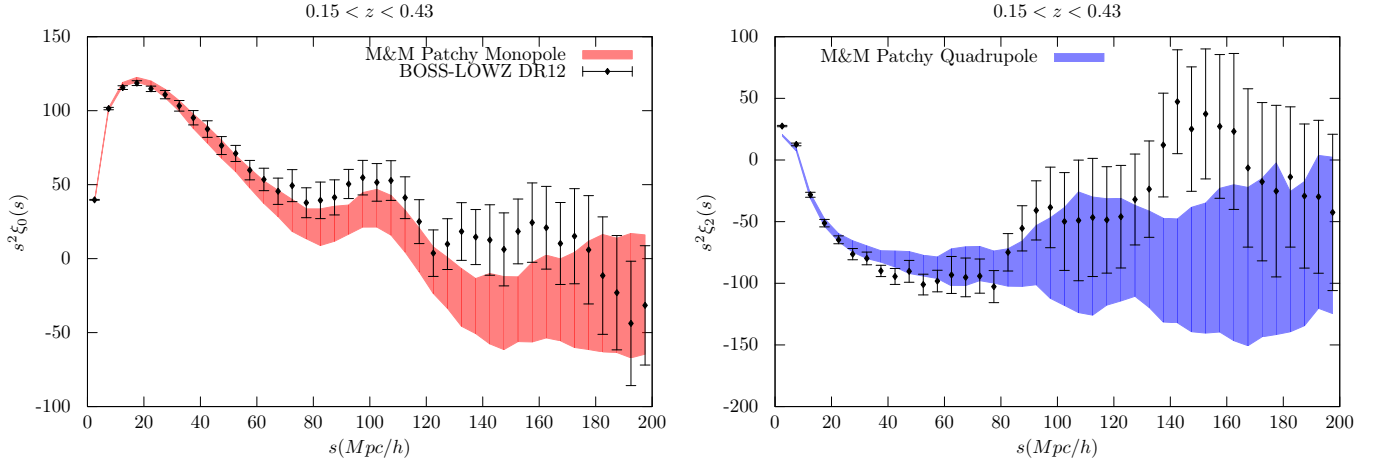 0.15 < z < 0.43
M&M Patchy Monopole
BOSS-LOWZ DR12
s²ξ₀(s)
150
100
50
0
-50
-100
0 20 40 60 80 100 120 140 160 180 200
s(Mpc/h)
0.15 < z < 0.43
M&M Patchy Quadrupole
s²ξ₂(s)
100
50
0
-50
-100
-150
-200
0 20 40 60 80 100 120 140 160 180 200
s(Mpc/h)